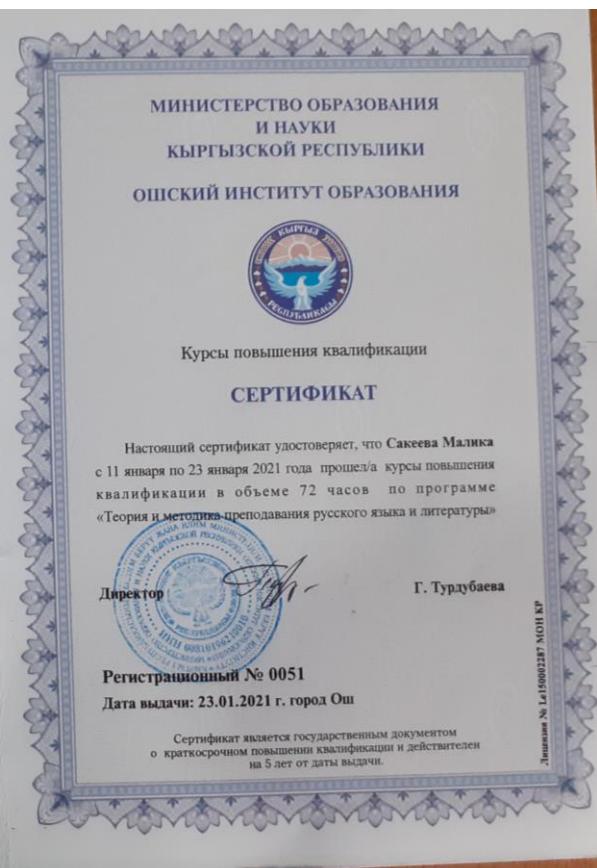 МИНИСТЕРСТВО ОБРАЗОВАНИЯ
И НАУКИ
КЫРГЫЗСКОЙ РЕСПУБЛИКИ
ОШСКИЙ ИНСТИТУТ ОБРАЗОВАНИЯ
КЫРГЫЗ
РЕСПУБЛИКАСЫ
Курсы повышения квалификации
СЕРТИФИКАТ
Настоящий сертификат удостоверяет, что Сакеева Малика
с 11 января по 23 января 2021 года прошел/а курсы повышения
квалификации в объеме 72 часов по программе
«Теория и методика преподавания русского языка и литературы»
Директор
Г. Турдубаева
Регистрационный № 0051
Дата выдачи: 23.01.2021 г. город Ош
Сертификат является государственным документом
о краткосрочном повышении квалификации и действителен
на 5 лет от даты выдачи.
Лицензия № Le150002287 МОН КР